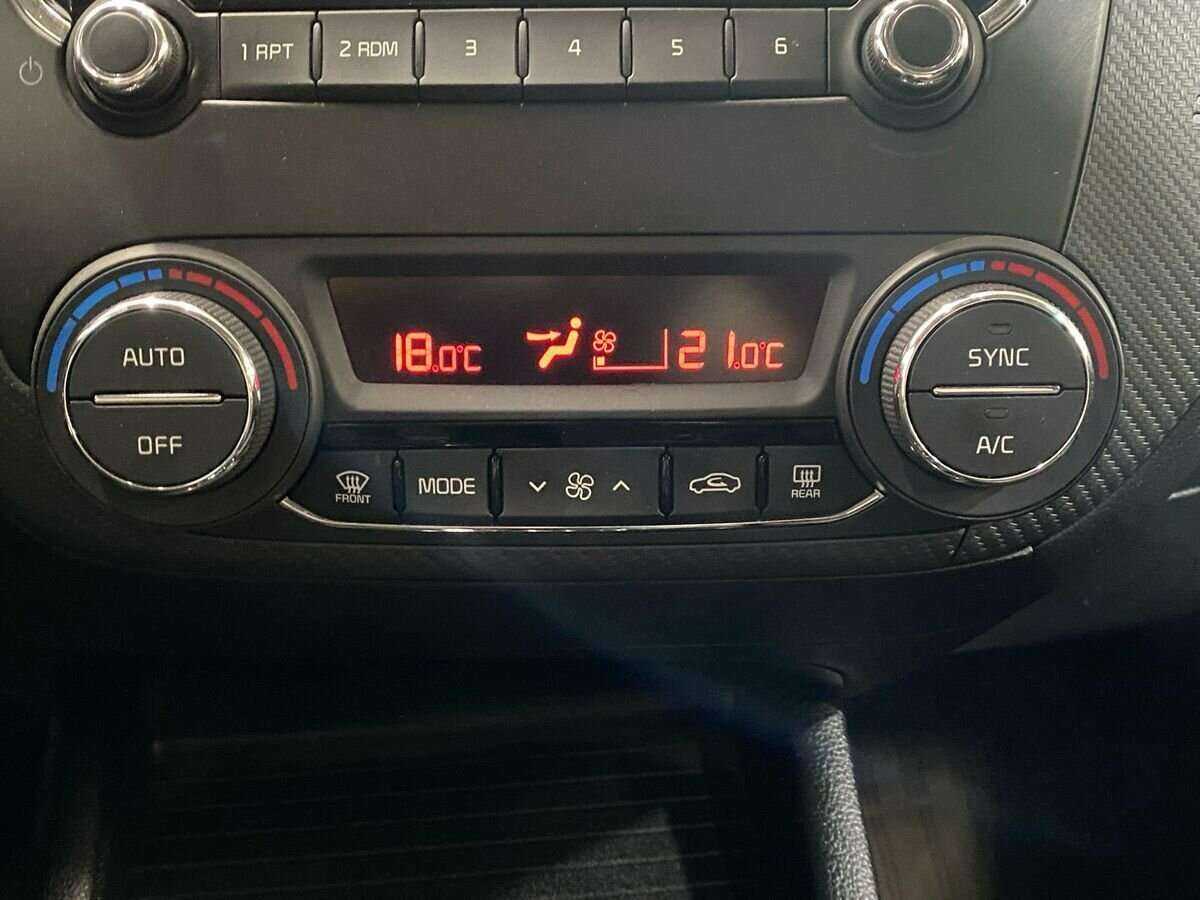 1 RPT 2 RDM 3 4 5 6
18.0°C 21.0°C
AUTO
OFF
SYNC
A/C
FRONT MODE REAR